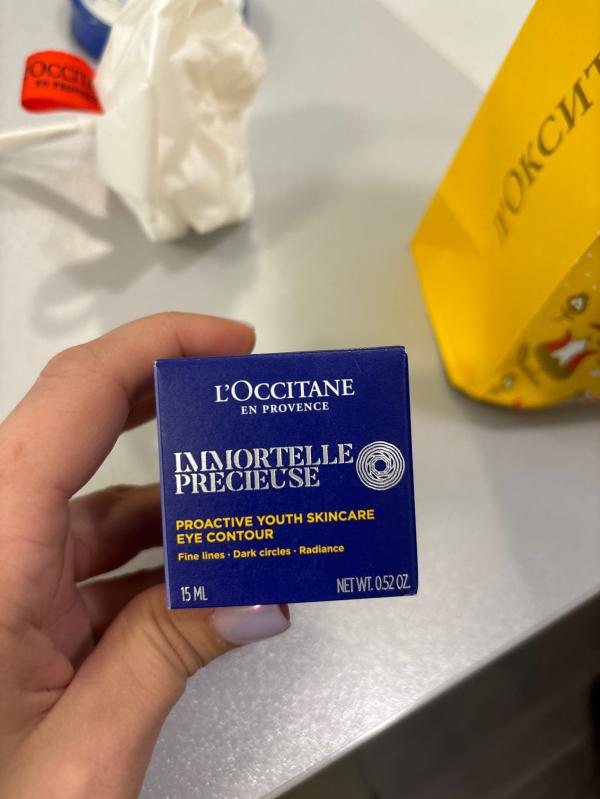 L'OCCITANE
EN PROVENCE
IMMORTELLE
PRECIEUSE
PROACTIVE YOUTH SKINCARE
EYE CONTOUR
Fine lines · Dark circles · Radiance
15 ML
NET WT. 0.52 OZ.